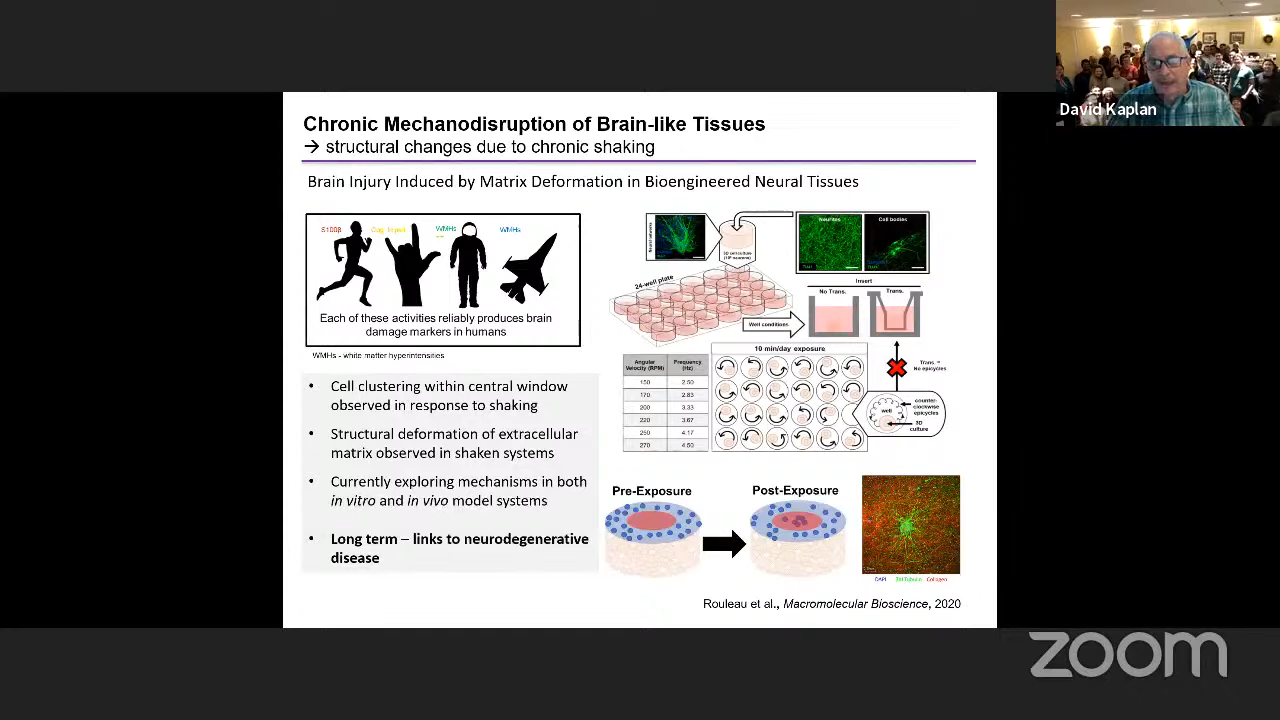 David Kaplan
Chronic Mechanodisruption of Brain-like Tissues
→ structural changes due to chronic shaking
Brain Injury Induced by Matrix Deformation in Bioengineered Neural Tissues
S100β
WMHs
WMHs
Each of these activities reliably produces brain
damage markers in humans
WMHs - white matter hyperintensities
• Cell clustering within central window
observed in response to shaking
• Structural deformation of extracellular
matrix observed in shaken systems
• Currently exploring mechanisms in both
in vitro and in vivo model systems
• Long term – links to neurodegenerative
disease
Neural networks
3D cell culture
Neurites
Cell bodies
24-well plate
Insert
No Trans.
Trans.
Well conditions
10 min/day exposure
Angular
Velocity (RPM)
Frequency
(Hz)
150 2.50
170 2.83
200 3.33
220 3.67
250 4.17
270 4.50
Trans. =
No epicycles
well
counter-
clockwise
epicycles
3D
culture
Pre-Exposure
Post-Exposure
DAPI
Collagen
Rouleau et al., Macromolecular Bioscience, 2020
zoom